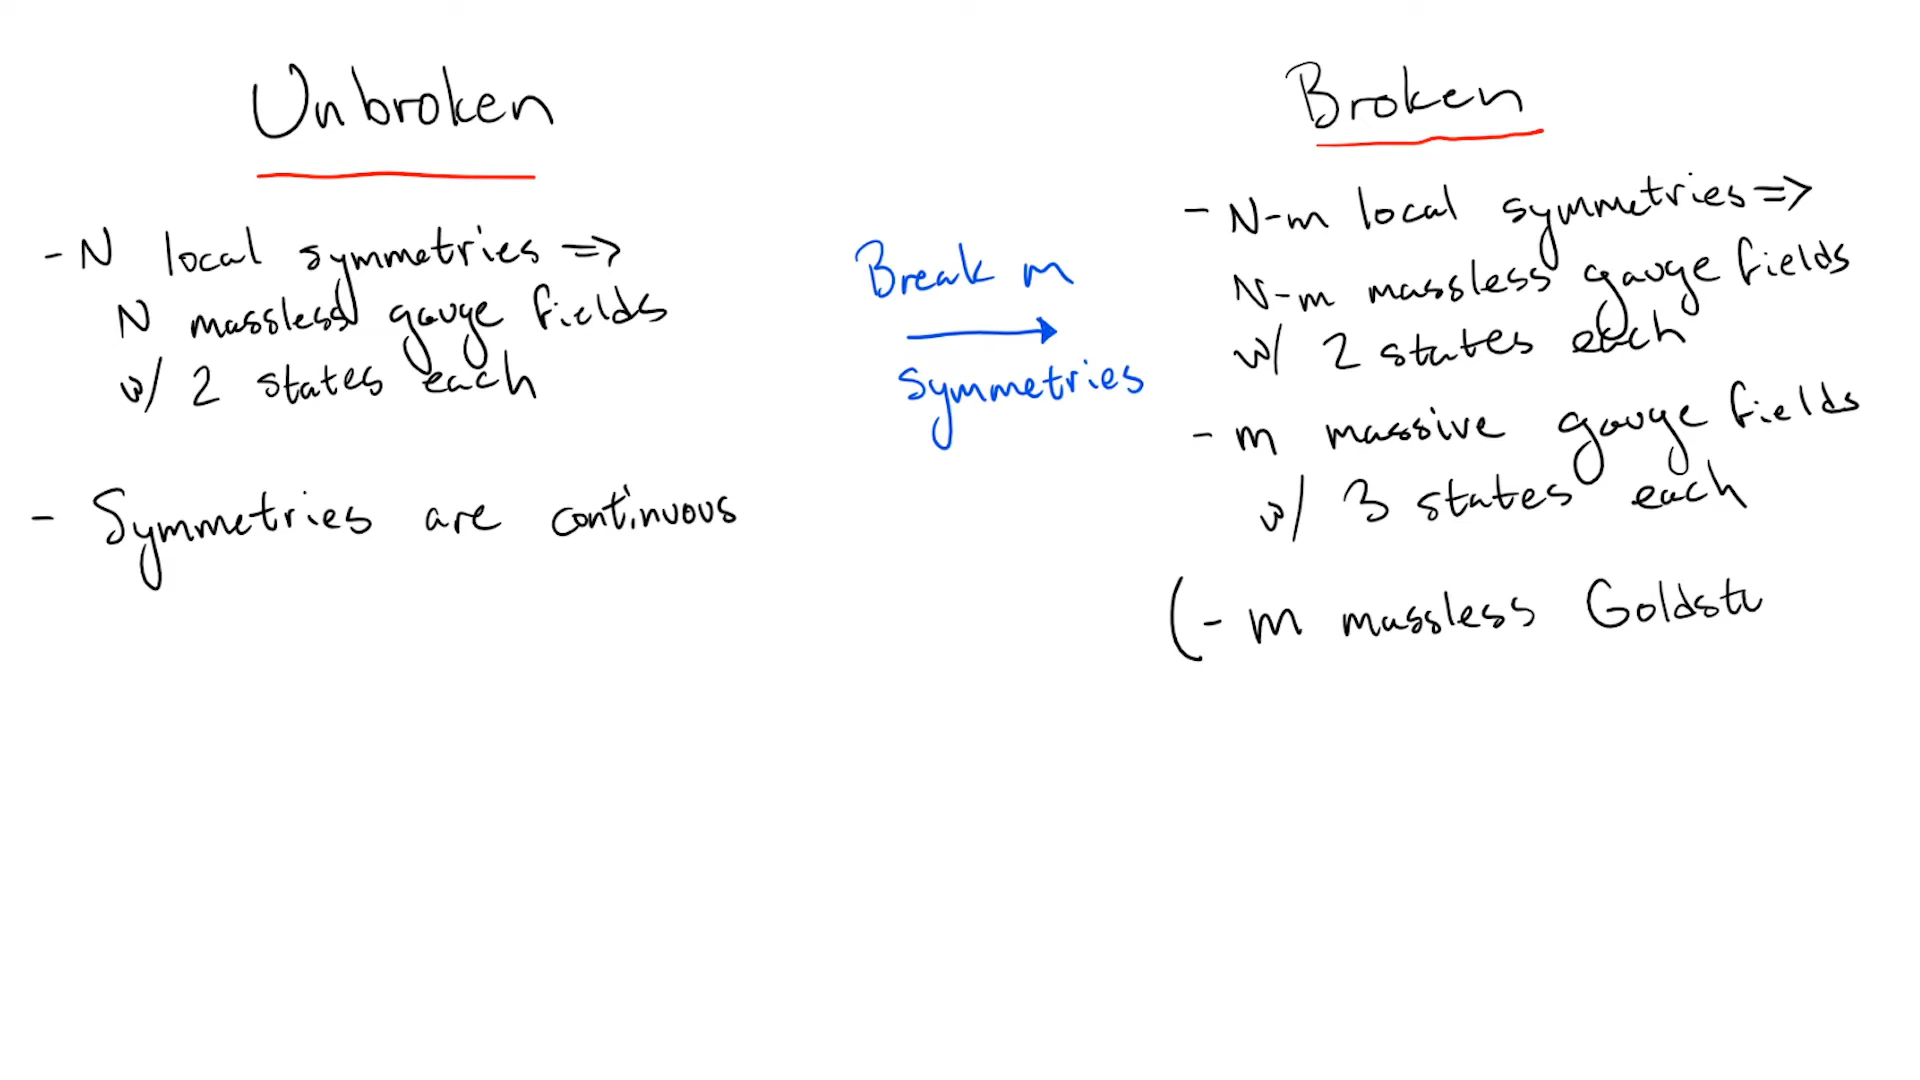 Unbroken
- N local symmetries =>
N massless gauge fields
w/ 2 states each
- Symmetries are continuous
Break m
symmetries
Broken
- N-m local symmetries =>
N-m massless gauge fields
w/ 2 states each
- m massive gauge fields
w/ 3 states each
(- m massless Goldst